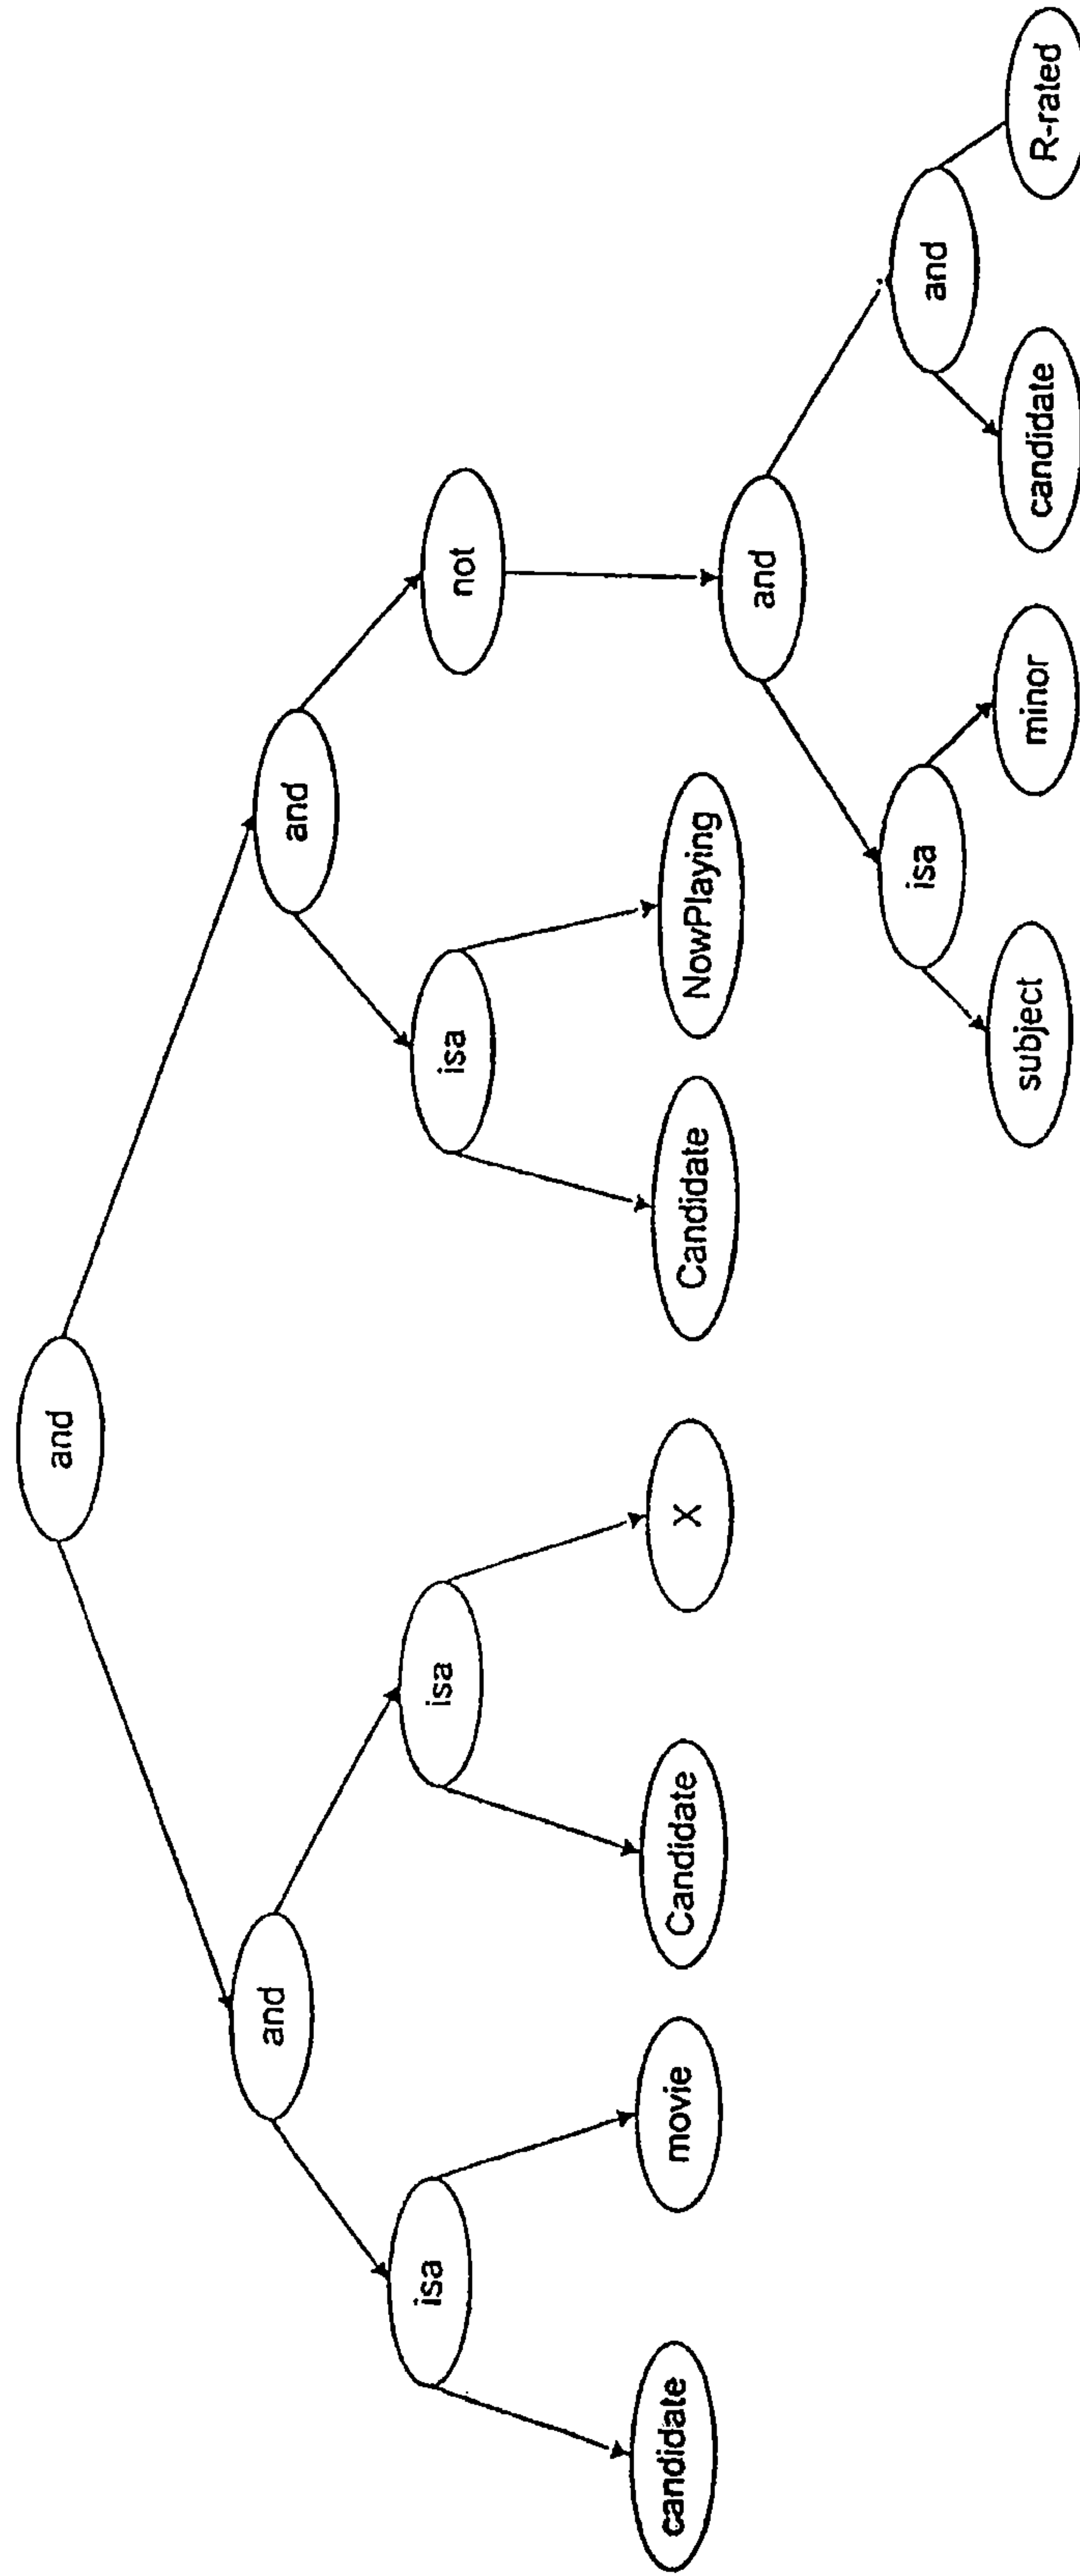 and
and
and
isa
isa
isa
not
candidate
movie
Candidate
X
Candidate
NowPlaying
and
isa
and
subject
minor
candidate
R-rated